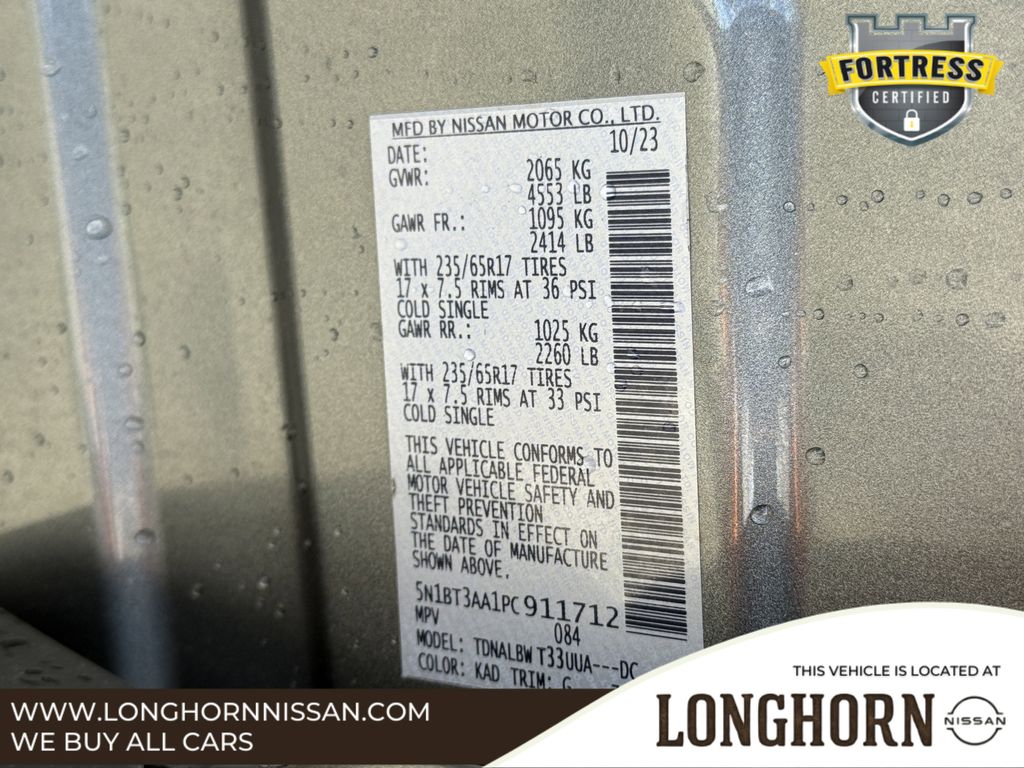 FORTRESS
CERTIFIED
MFD BY NISSAN MOTOR CO., LTD.
DATE: 10/23
GVWR: 2065 KG
4553 LB
GAWR FR.: 1095 KG
2414 LB
WITH 235/65R17 TIRES
17 x 7.5 RIMS AT 36 PSI
COLD SINGLE
GAWR RR.: 1025 KG
2260 LB
WITH 235/65R17 TIRES
17 x 7.5 RIMS AT 33 PSI
COLD SINGLE
THIS VEHICLE CONFORMS TO
ALL APPLICABLE FEDERAL
MOTOR VEHICLE SAFETY AND
THEFT PREVENTION
STANDARDS IN EFFECT ON
THE DATE OF MANUFACTURE
SHOWN ABOVE.
5N1BT3AA1PC911712
MPV 084
MODEL: TDNALBW T33UUA---DC
COLOR: KAD TRIM: G
THIS VEHICLE IS LOCATED AT
LONGHORN NISSAN
WWW.LONGHORNNISSAN.COM
WE BUY ALL CARS